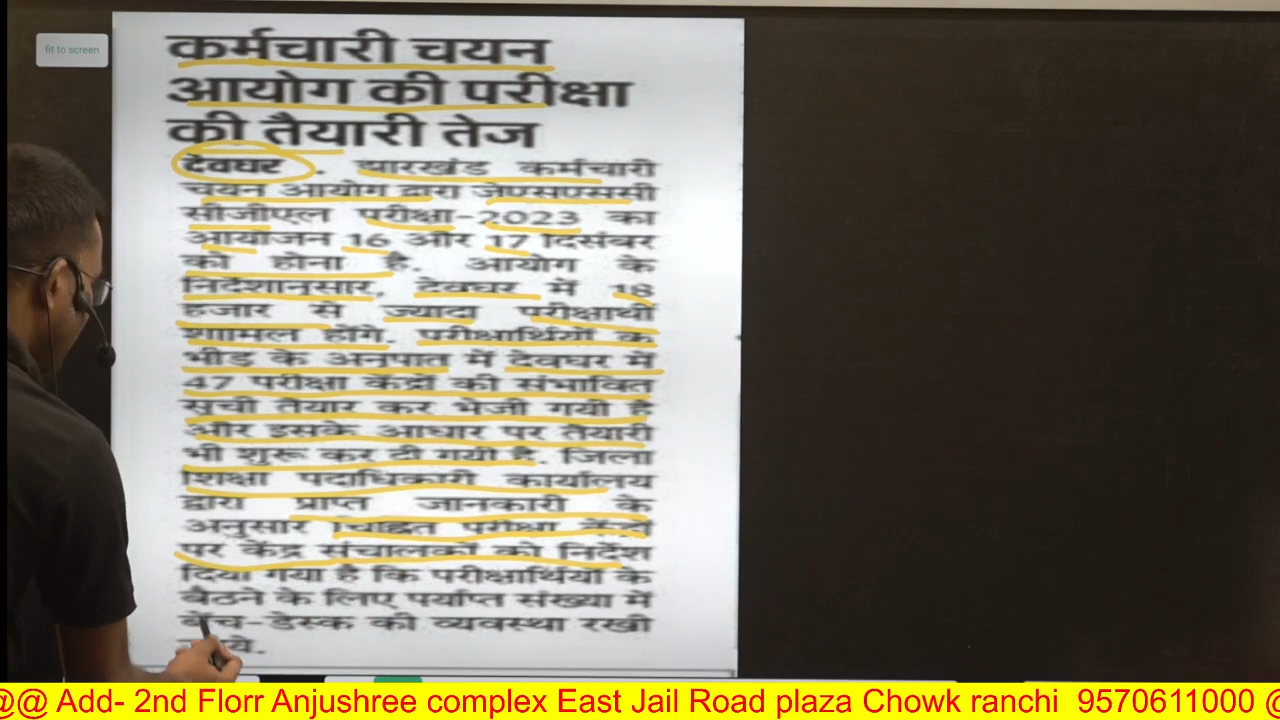 fit to screen
कर्मचारी चयन
आयोग की परीक्षा
की तैयारी तेज
देवघर. झारखंड कर्मचारी
चयन आयोग द्वारा जेएसएससी
सीजीएल परीक्षा-2023 का
आयोजन 16 और 17 दिसंबर
को होना है. आयोग के
निर्देशानुसार, देवघर में 18
हजार से ज्यादा परीक्षार्थी
शामिल होंगे. परीक्षार्थियों के
भीड़ के अनुपात में देवघर में
47 परीक्षा केंद्रों की संभावित
सूची तैयार कर भेजी गयी है
और इसके आधार पर तैयारी
भी शुरू कर दी गयी है. जिला
शिक्षा पदाधिकारी कार्यालय
द्वारा प्राप्त जानकारी के
अनुसार चिह्नित परीक्षा केंद्रों
पर केंद्र संचालकों को निर्देश
दिया गया है कि परीक्षार्थियों के
बैठने के लिए पर्याप्त संख्या में
बेंच-डेस्क की व्यवस्था रखी
@@ Add- 2nd Florr Anjushree complex East Jail Road plaza Chowk ranchi 9570611000 @